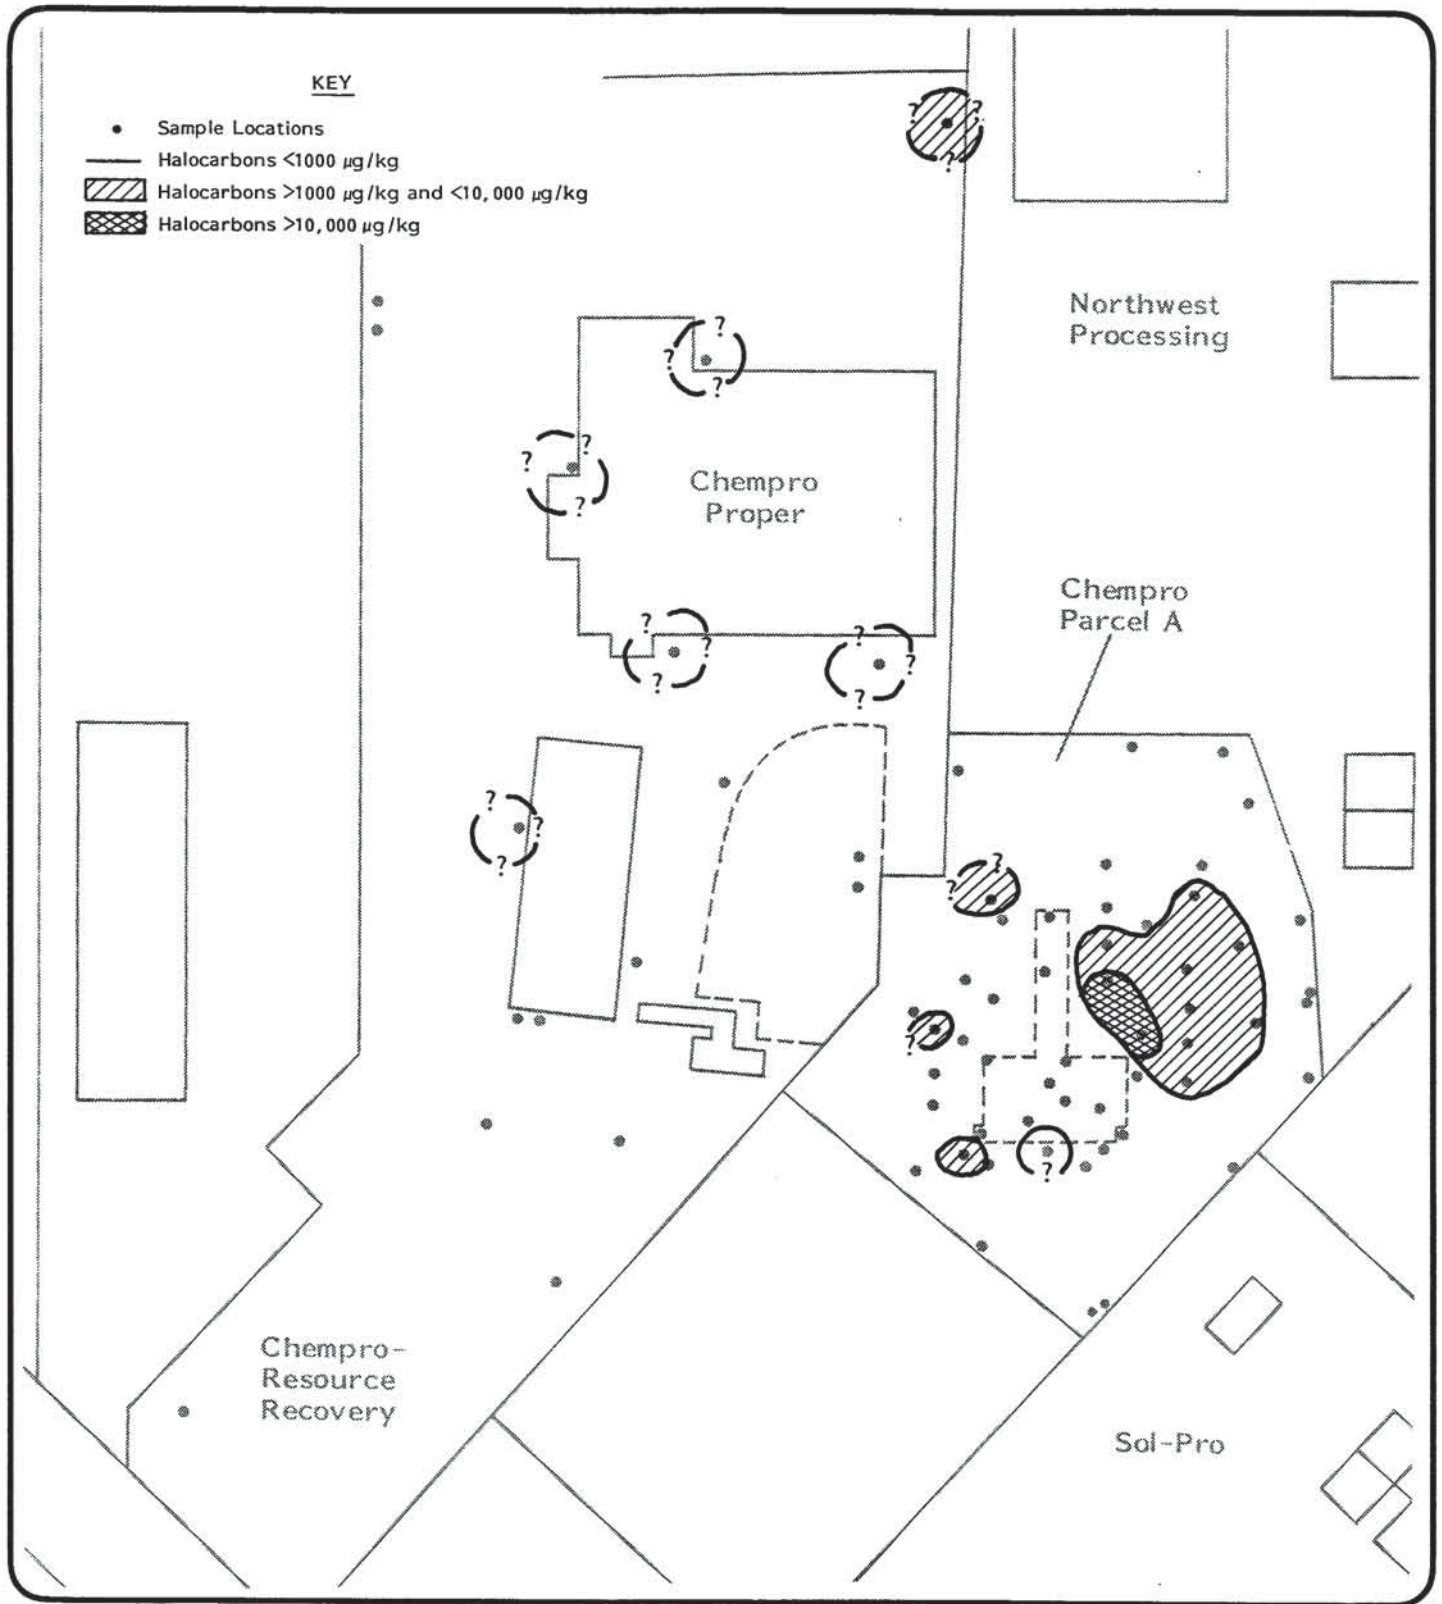 KEY
Sample Locations
Halocarbons <1000 µg/kg
Halocarbons >1000 µg/kg and <10,000 µg/kg
Halocarbons >10,000 µg/kg
? ?
?
Northwest
Processing
?
?
?
?
?
?
Chempro
Proper
Chempro
Parcel A
?
?
?
?
?
?
?
?
?
?
?
?
?
?
Chempro-
Resource
Recovery
Sol-Pro